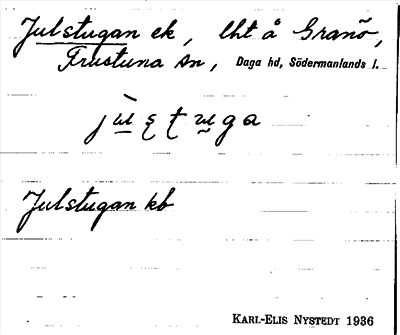 Julstugan ek, lht å Granö,
Frustuna sn, Daga hd, Södermanlands l.
Julstugan kb
KARL-ELIS NYSTEDT 1936